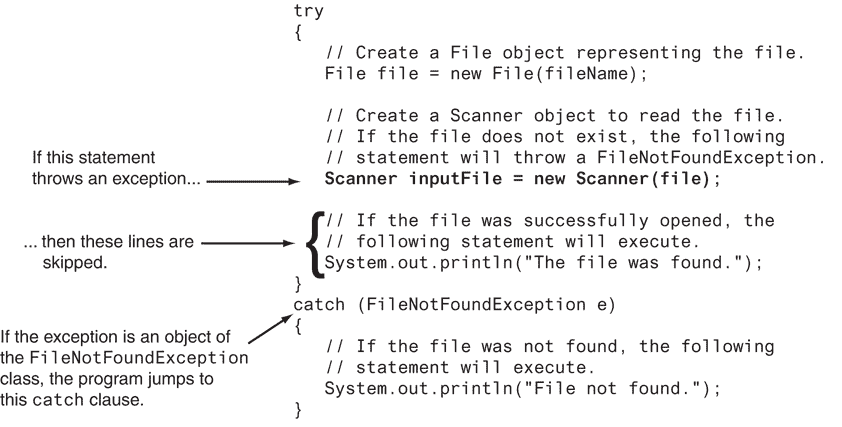 try
{
// Create a File object representing the file.
File file = new File(fileName);
// Create a Scanner object to read the file.
// If the file does not exist, the following
// statement will throw a FileNotFoundException.
Scanner inputFile = new Scanner(file);
If this statement
throws an exception...
// If the file was successfully opened, the
// following statement will execute.
System.out.println("The file was found.");
... then these lines are
skipped.
}
catch (FileNotFoundException e)
{
// If the file was not found, the following
// statement will execute.
System.out.println("File not found.");
}
If the exception is an object of
the FileNotFoundException
class, the program jumps to
this catch clause.